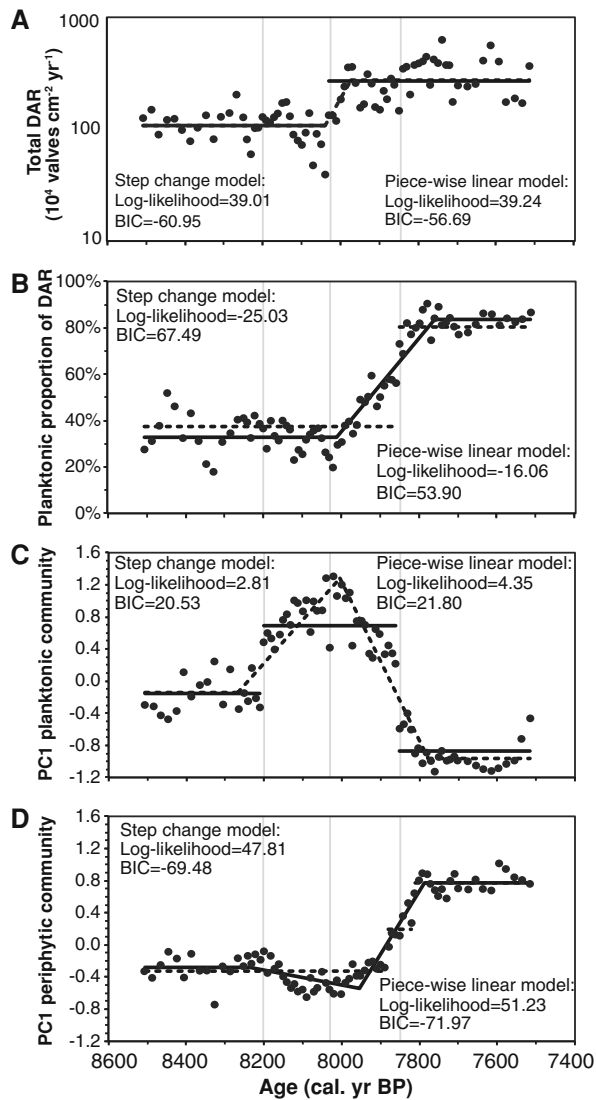 A
Total DAR
(10⁴ valves cm⁻² yr⁻¹)
1000
100
10
Step change model:
Log-likelihood=39.01
BIC=-60.95
Piece-wise linear model:
Log-likelihood=39.24
BIC=-56.69
8600 8400 8200 8000 7800 7600 7400
B
Planktonic proportion of DAR
100%
80%
60%
40%
20%
0%
Step change model:
Log-likelihood=-25.03
BIC=67.49
Piece-wise linear model:
Log-likelihood=-16.06
BIC=53.90
C
PC1 planktonic community
1.6
1.2
0.8
0.4
0.0
-0.4
-0.8
-1.2
Step change model:
Log-likelihood=2.81
BIC=20.53
Piece-wise linear model:
Log-likelihood=4.35
BIC=21.80
D
PC1 periphytic community
1.6
1.2
0.8
0.4
0.0
-0.4
-0.8
-1.2
Step change model:
Log-likelihood=47.81
BIC=-69.48
Piece-wise linear model:
Log-likelihood=51.23
BIC=-71.97
8600 8400 8200 8000 7800 7600 7400
Age (cal. yr BP)